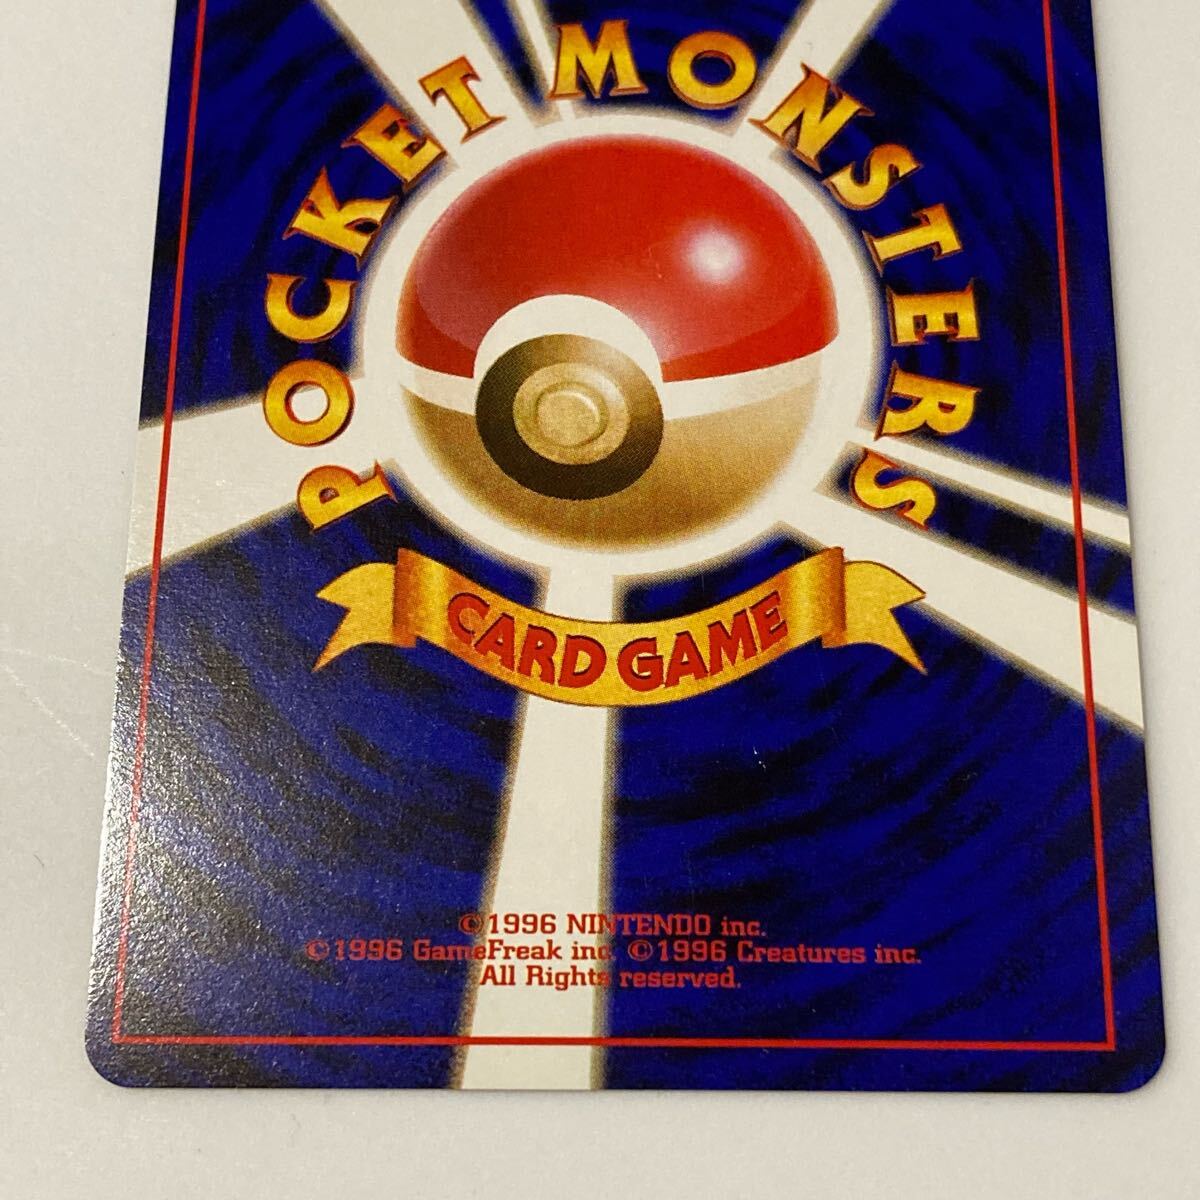 POCKET MONSTERS
CARD GAME
©1996 NINTENDO inc.
©1996 GameFreak inc. ©1996 Creatures inc.
All Rights reserved.